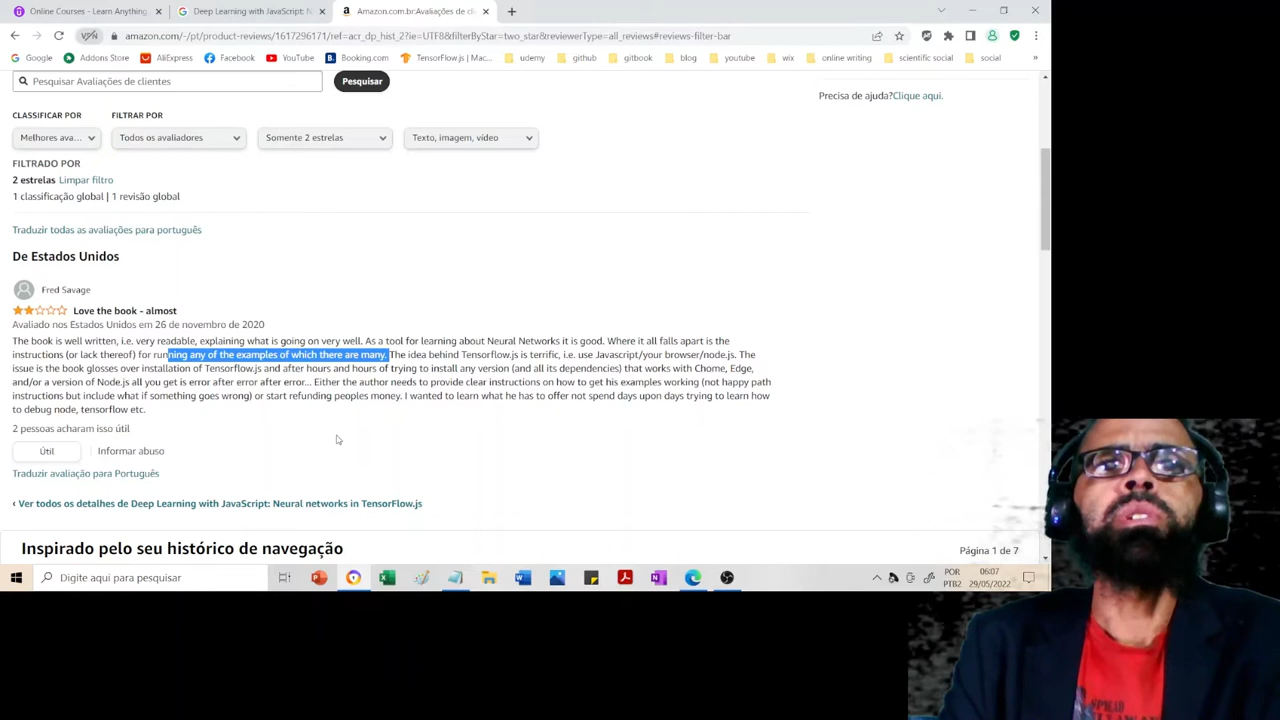 Online Courses - Learn Anything,
Deep Learning with JavaScript: N
Amazon.com.br:Avaliações de cli
VPN
amazon.com/-/pt/product-reviews/1617296171/ref=acr_dp_hist_2?ie=UTF8&filterByStar=two_star&reviewerType=all_reviews#reviews-filter-bar
Google
Addons Store
AliExpress
Facebook
YouTube
Booking.com
TensorFlow.js | Mac...
udemy
github
gitbook
blog
youtube
wix
online writing
scientific social
social
Pesquisar Avaliações de clientes
Pesquisar
Precisa de ajuda?Clique aqui.
CLASSIFICAR POR
FILTRAR POR
Melhores ava...
Todos os avaliadores
Somente 2 estrelas
Texto, imagem, vídeo
FILTRADO POR
2 estrelas Limpar filtro
1 classificação global | 1 revisão global
Traduzir todas as avaliações para português
De Estados Unidos
Fred Savage
Love the book - almost
Avaliado nos Estados Unidos em 26 de novembro de 2020
The book is well written, i.e. very readable, explaining what is going on very well. As a tool for learning about Neural Networks it is good. Where it all falls apart is the
instructions (or lack thereof) for running any of the examples of which there are many. The idea behind Tensorflow.js is terrific, i.e. use Javascript/your browser/node.js. The
issue is the book glosses over installation of Tensorflow.js and after hours and hours of trying to install any version (and all its dependencies) that works with Chome, Edge,
and/or a version of Node.js all you get is error after error after error... Either the author needs to provide clear instructions on how to get his examples working (not happy path
instructions but include what if something goes wrong) or start refunding peoples money. I wanted to learn what he has to offer not spend days upon days trying to learn how
to debug node, tensorflow etc.
2 pessoas acharam isso útil
Útil
Informar abuso
Traduzir avaliação para Português
‹ Ver todos os detalhes de Deep Learning with JavaScript: Neural networks in TensorFlow.js
Inspirado pelo seu histórico de navegação
Página 1 de 7
Digite aqui para pesquisar
POR
PTB2
06:07
29/05/2022